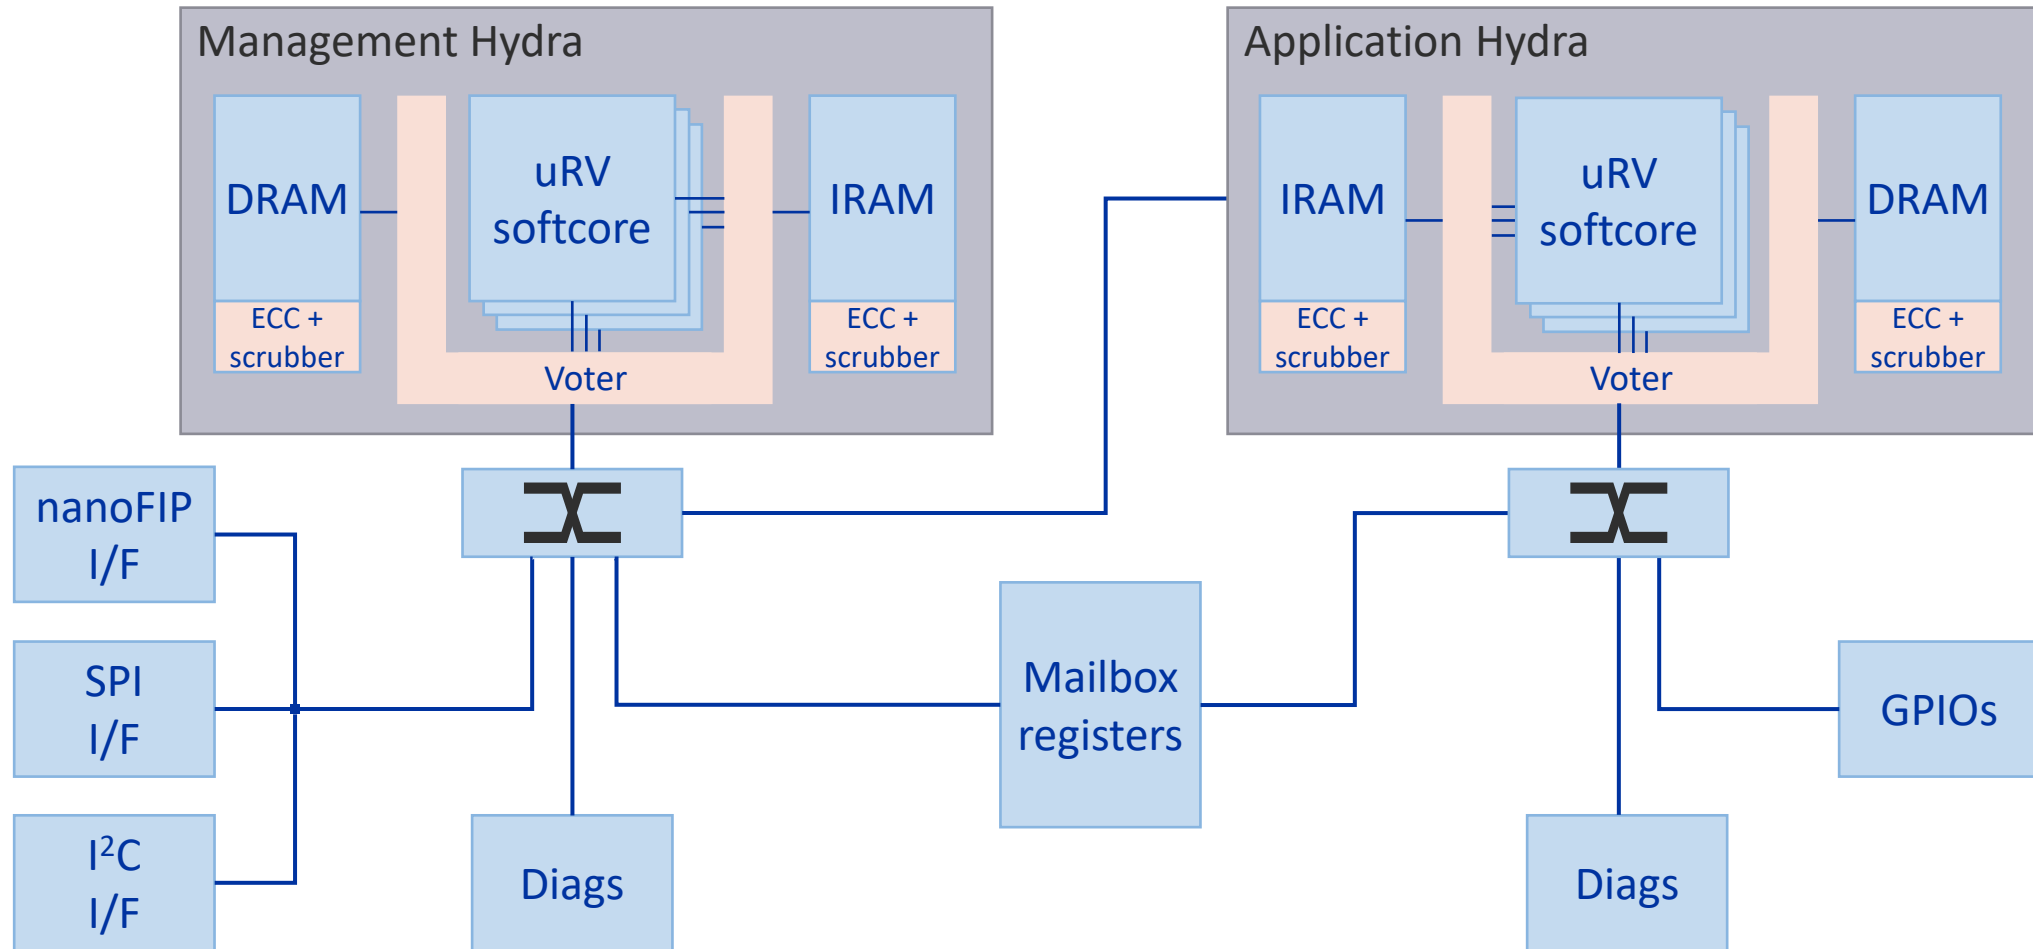 Management Hydra
DRAM
ECC +
scrubber
uRV
softcore
Voter
IRAM
ECC +
scrubber
Application Hydra
IRAM
ECC +
scrubber
uRV
softcore
Voter
DRAM
ECC +
scrubber
nanoFIP
I/F
SPI
I/F
I²C
I/F
Diags
Mailbox
registers
Diags
GPIOs